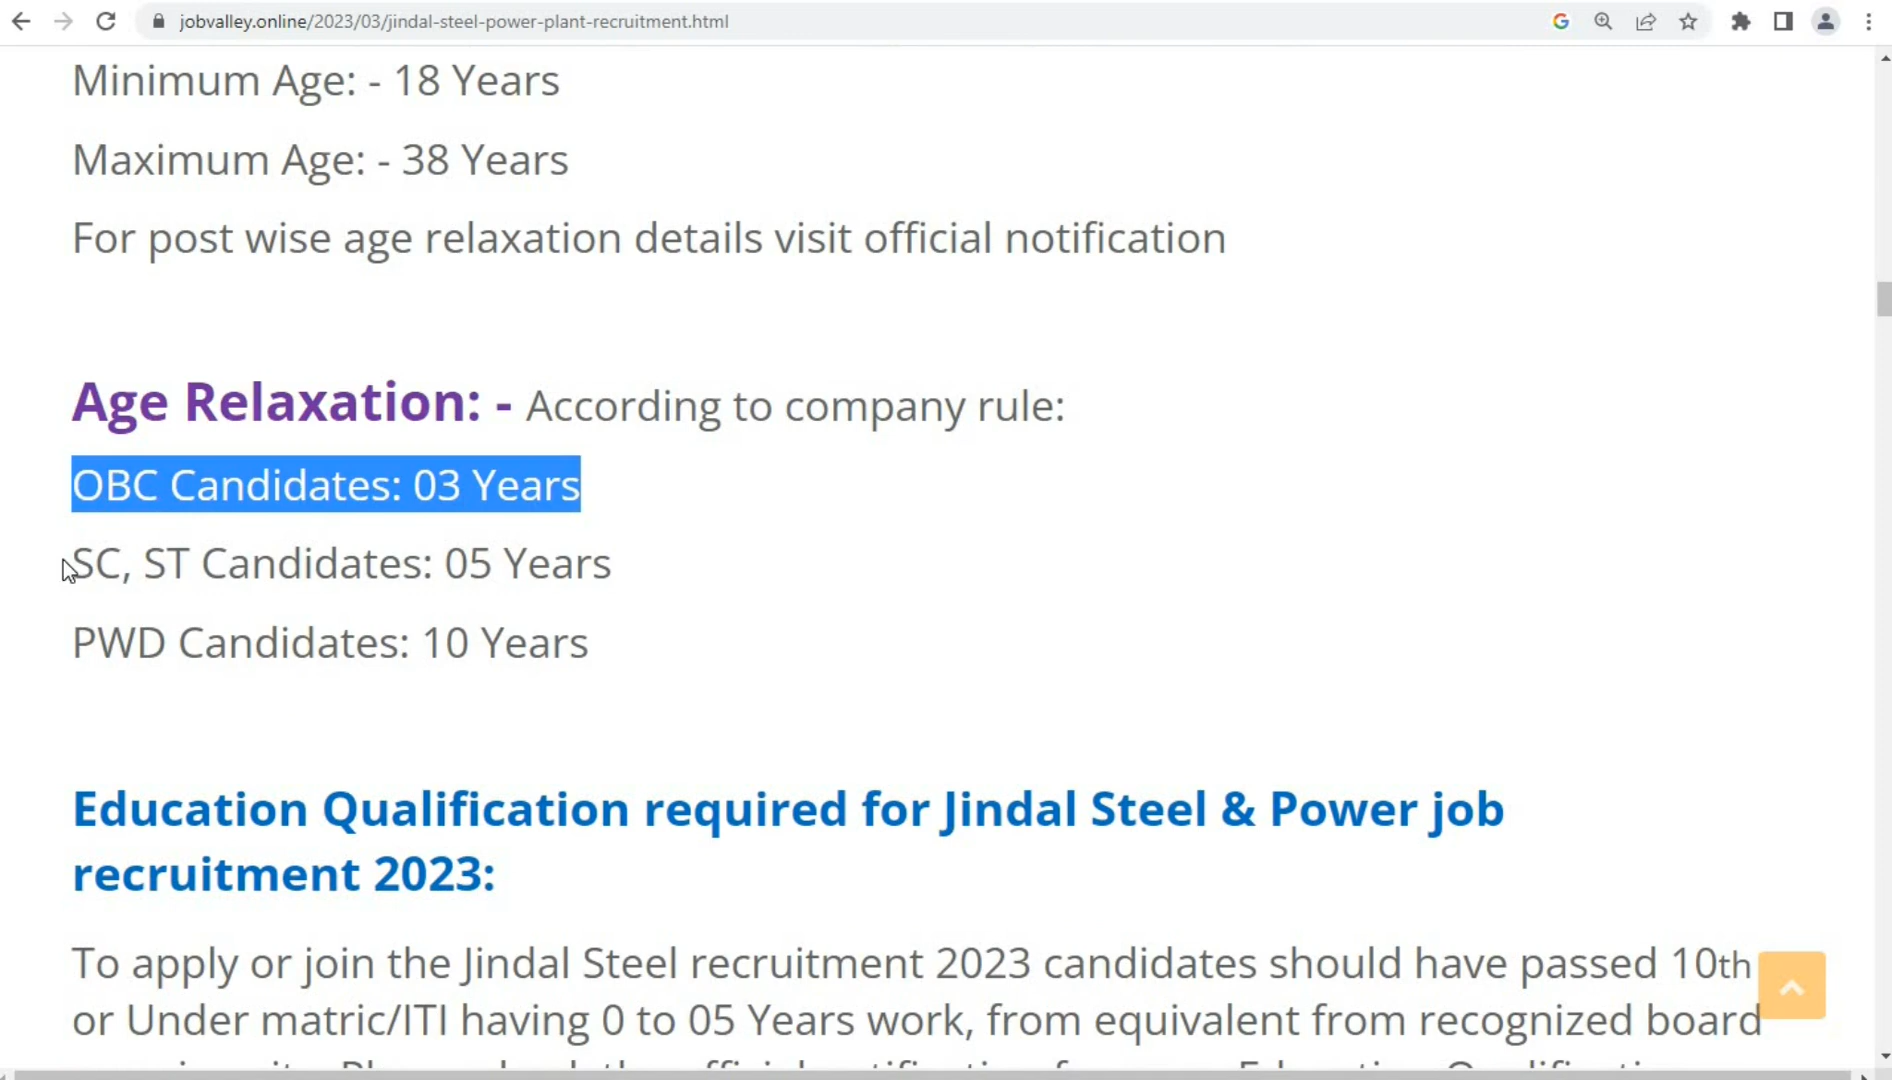 jobvalley.online/2023/03/jindal-steel-power-plant-recruitment.html
Minimum Age: - 18 Years
Maximum Age: - 38 Years
For post wise age relaxation details visit official notification
Age Relaxation: - According to company rule:
OBC Candidates: 03 Years
SC, ST Candidates: 05 Years
PWD Candidates: 10 Years
Education Qualification required for Jindal Steel & Power job
recruitment 2023:
To apply or join the Jindal Steel recruitment 2023 candidates should have passed 10th
or Under matric/ITI having 0 to 05 Years work, from equivalent from recognized board